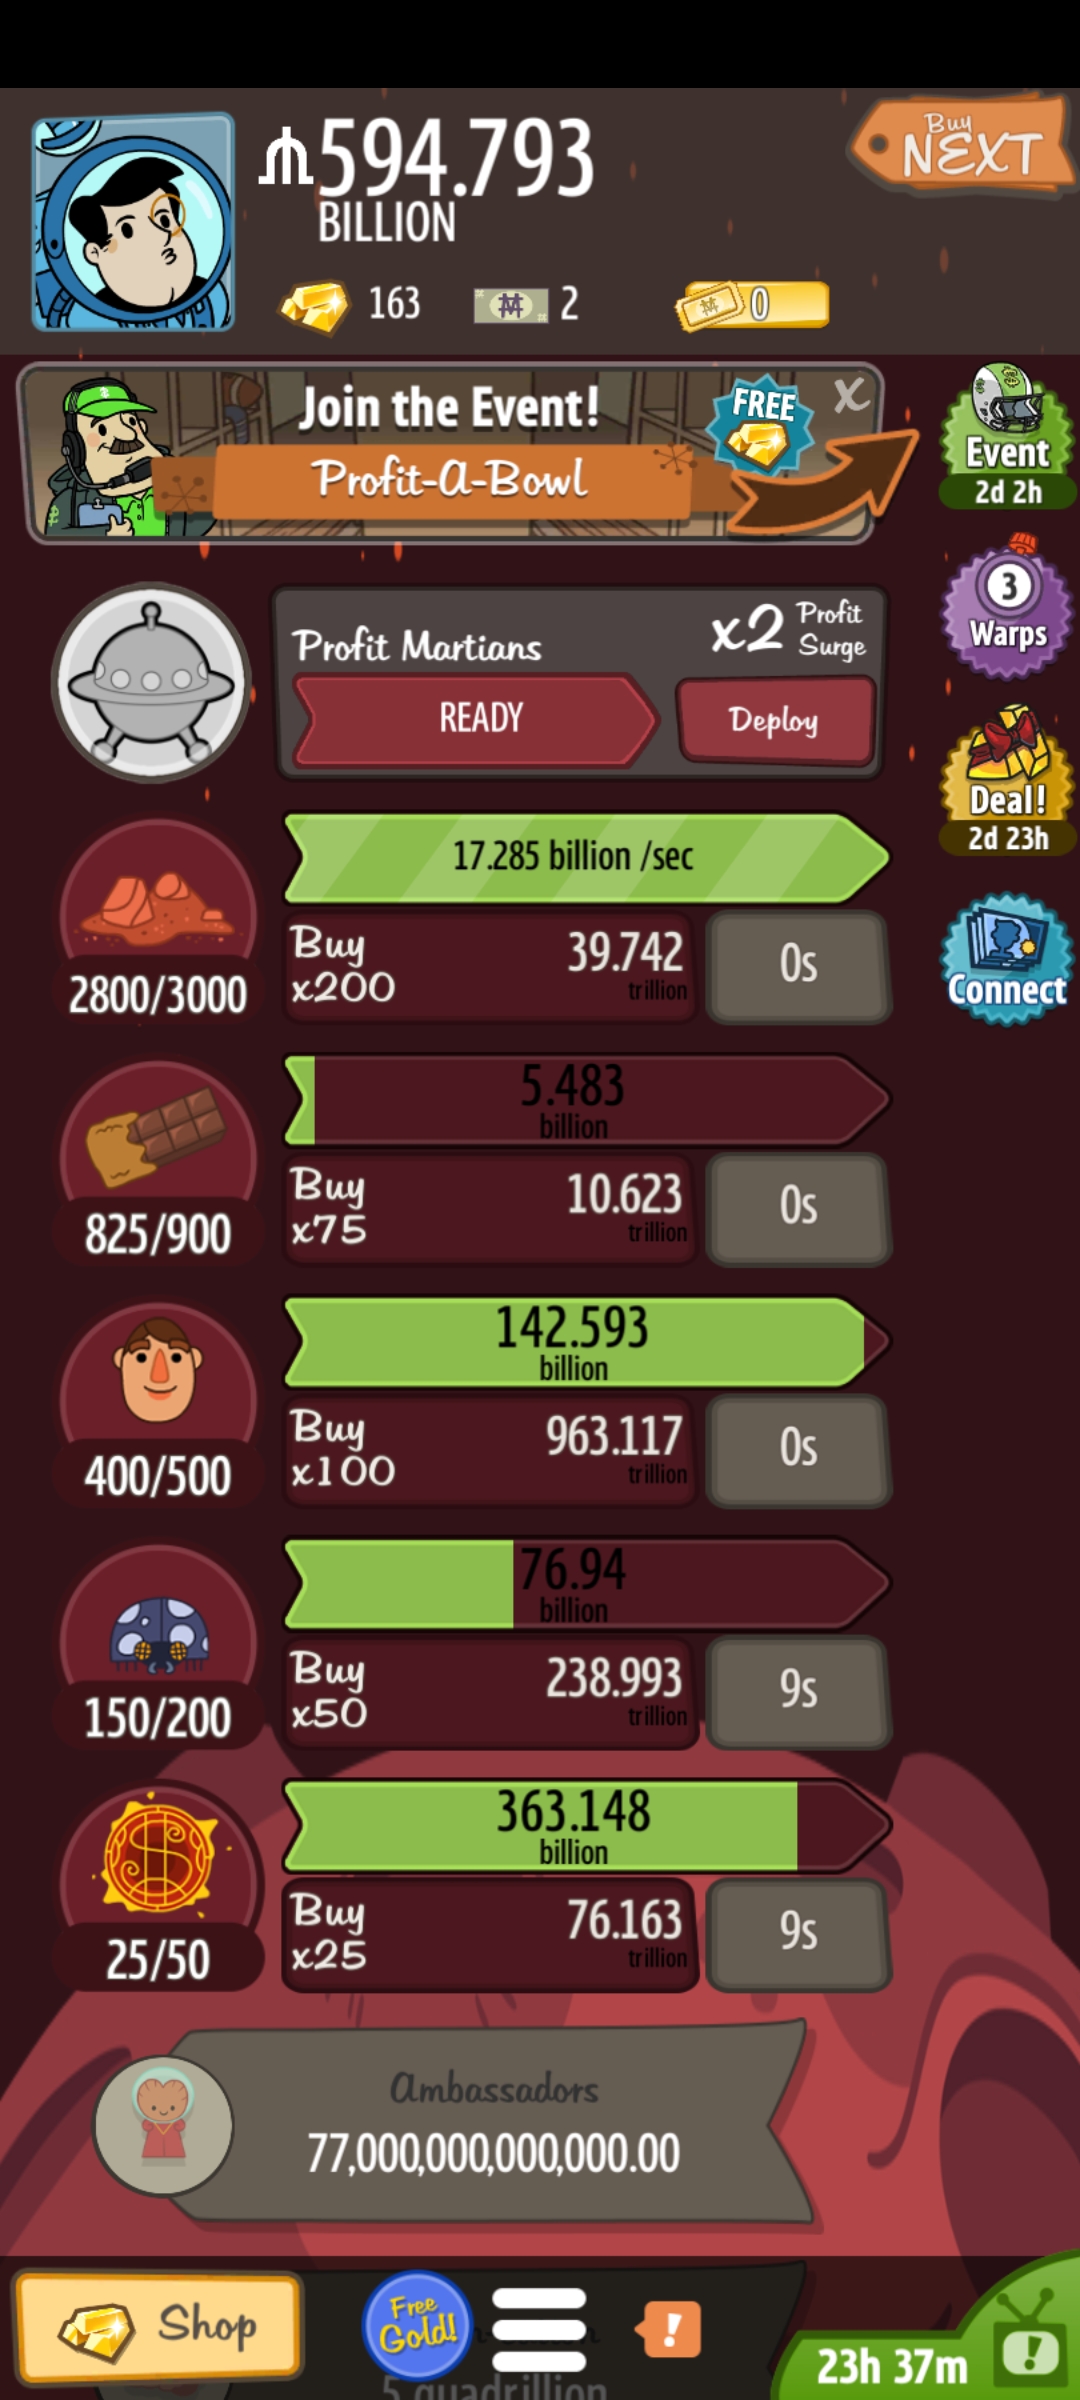 594.793
BILLION
Buy
NEXT
163
2
0
Join the Event!
Profit-A-Bowl
FREE
X
Event
2d 2h
3
Warps
Deal!
2d 23h
Connect
Profit Martians
x2 Profit Surge
READY
Deploy
17.285 billion /sec
2800/3000
Buy x200
39.742 trillion
0s
5.483
billion
825/900
Buy x75
10.623 trillion
0s
142.593
billion
400/500
Buy x100
963.117 trillion
0s
76.94
billion
150/200
Buy x50
238.993 trillion
9s
363.148
billion
25/50
Buy x25
76.163 trillion
9s
Ambassadors
77,000,000,000,000.00
Shop
Free Gold!
!
5 quadrillion
23h 37m
!